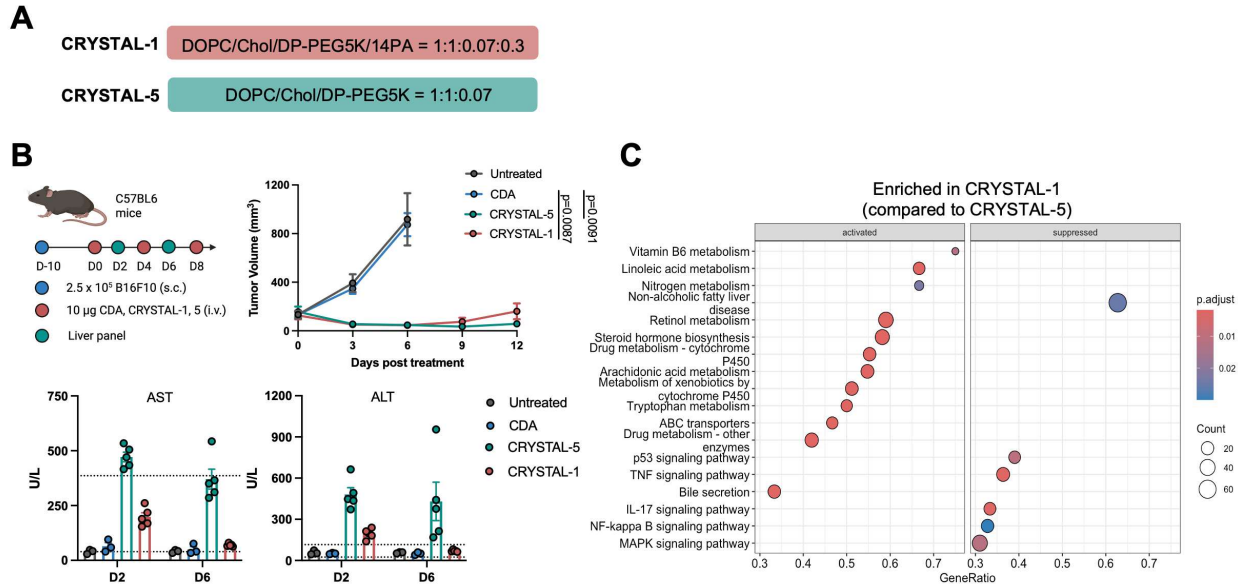 A
CRYSTAL-1
DOPC/Chol/DP-PEG5K/14PA = 1:1:0.07:0.3
CRYSTAL-5
DOPC/Chol/DP-PEG5K = 1:1:0.07
B
C57BL6
mice
D-10
D0
D2
D4
D6
D8
2.5 x 10⁵ B16F10 (s.c.)
10 µg CDA, CRYSTAL-1, 5 (i.v.)
Liver panel
Tumor Volume (mm³)
1200
800
400
0
0
3
6
9
12
Days post treatment
Untreated
CDA
CRYSTAL-5
CRYSTAL-1
p=0.0087
p=0.0091
AST
U/L
750
500
250
0
D2
D6
ALT
U/L
1200
900
600
300
0
D2
D6
Untreated
CDA
CRYSTAL-5
CRYSTAL-1
C
Enriched in CRYSTAL-1
(compared to CRYSTAL-5)
activated
suppressed
Vitamin B6 metabolism
Linoleic acid metabolism
Nitrogen metabolism
Non-alcoholic fatty liver
disease
Retinol metabolism
Steroid hormone biosynthesis
Drug metabolism - cytochrome
P450
Arachidonic acid metabolism
Metabolism of xenobiotics by
cytochrome P450
Tryptophan metabolism
ABC transporters
Drug metabolism - other
enzymes
p53 signaling pathway
TNF signaling pathway
Bile secretion
IL-17 signaling pathway
NF-kappa B signaling pathway
MAPK signaling pathway
0.3 0.4 0.5 0.6 0.7
0.3 0.4 0.5 0.6 0.7
GeneRatio
p.adjust
0.01
0.02
Count
20
40
60